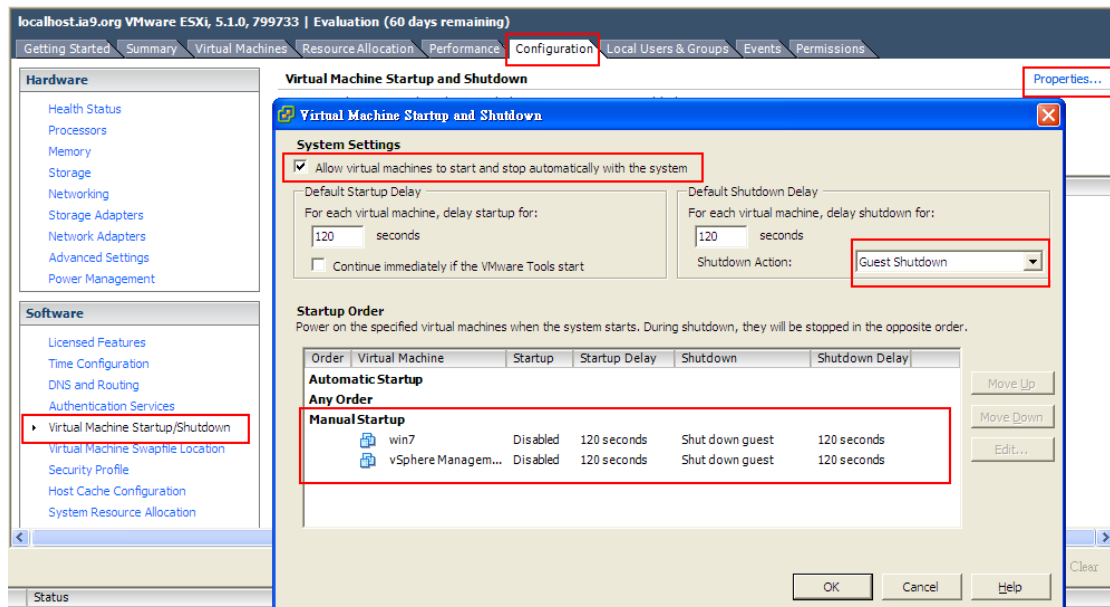 localhost.ia9.org VMware ESXi, 5.1.0, 799733 | Evaluation (60 days remaining)
Getting Started Summary Virtual Machines Resource Allocation Performance Configuration Local Users & Groups Events Permissions
Hardware
Health Status
Processors
Memory
Storage
Networking
Storage Adapters
Network Adapters
Advanced Settings
Power Management
Software
Licensed Features
Time Configuration
DNS and Routing
Authentication Services
Virtual Machine Startup/Shutdown
Virtual Machine Swapfile Location
Security Profile
Host Cache Configuration
System Resource Allocation
Virtual Machine Startup and Shutdown
Properties...
Virtual Machine Startup and Shutdown
System Settings
Allow virtual machines to start and stop automatically with the system
Default Startup Delay
For each virtual machine, delay startup for:
120 seconds
Continue immediately if the VMware Tools start
Default Shutdown Delay
For each virtual machine, delay shutdown for:
120 seconds
Shutdown Action: Guest Shutdown
Startup Order
Power on the specified virtual machines when the system starts. During shutdown, they will be stopped in the opposite order.
Order Virtual Machine Startup Startup Delay Shutdown Shutdown Delay
Automatic Startup
Any Order
Manual Startup
win7 Disabled 120 seconds Shut down guest 120 seconds
vSphere Managem... Disabled 120 seconds Shut down guest 120 seconds
Move Up
Move Down
Edit...
OK Cancel Help
Clear
Status